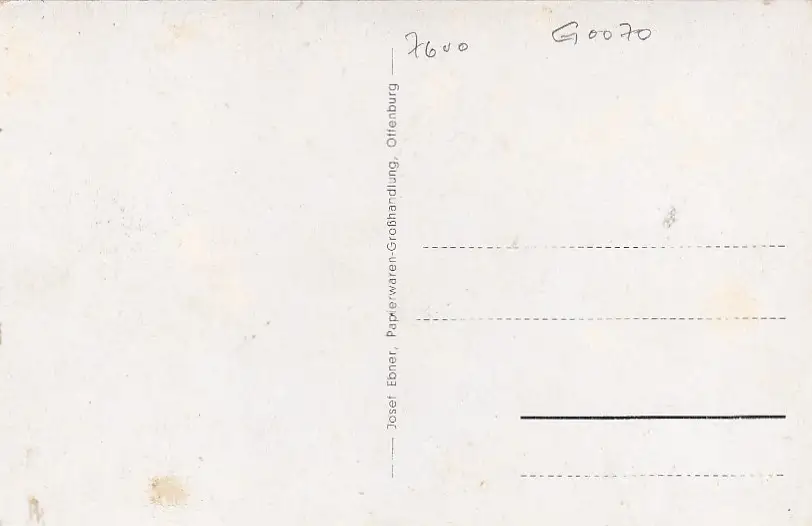 7600
G0070
Josef Ebner, Papierwaren-Großhandlung, Offenburg